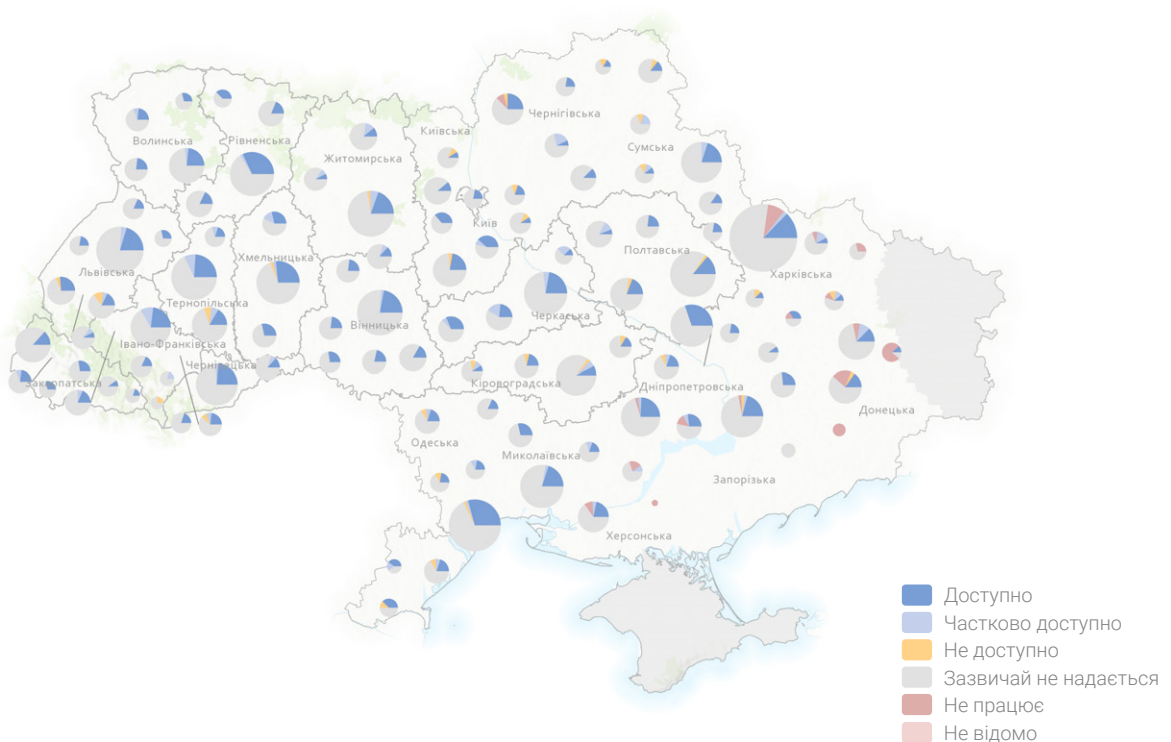 Чернігівська
Київська
Волинська
Рівненська
Житомирська
Сумська
Київ
Полтавська
Хмельницька
Львівська
Харківська
Тернопільська
Черкаська
Вінницька
Івано-Франківська
Чернівецька
Закарпатська
Кіровоградська
Дніпропетровська
Донецька
Одеська
Миколаївська
Запорізька
Херсонська
Доступно
Частково доступно
Не доступно
Зазвичай не надається
Не працює
Не відомо